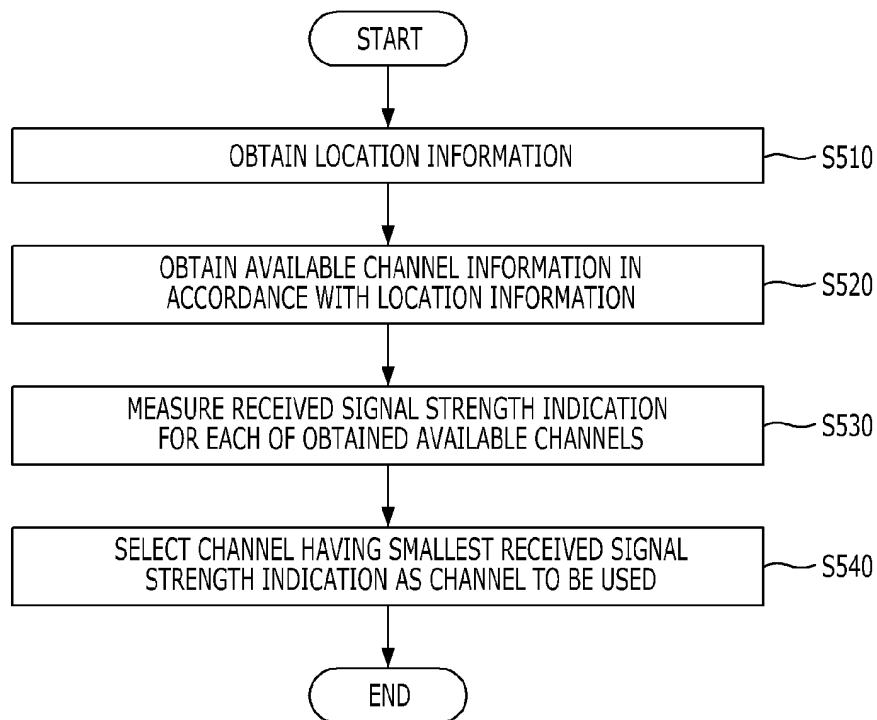 START
OBTAIN LOCATION INFORMATION
S510
OBTAIN AVAILABLE CHANNEL INFORMATION IN
ACCORDANCE WITH LOCATION INFORMATION
S520
MEASURE RECEIVED SIGNAL STRENGTH INDICATION
FOR EACH OF OBTAINED AVAILABLE CHANNELS
S530
SELECT CHANNEL HAVING SMALLEST RECEIVED SIGNAL
STRENGTH INDICATION AS CHANNEL TO BE USED
S540
END